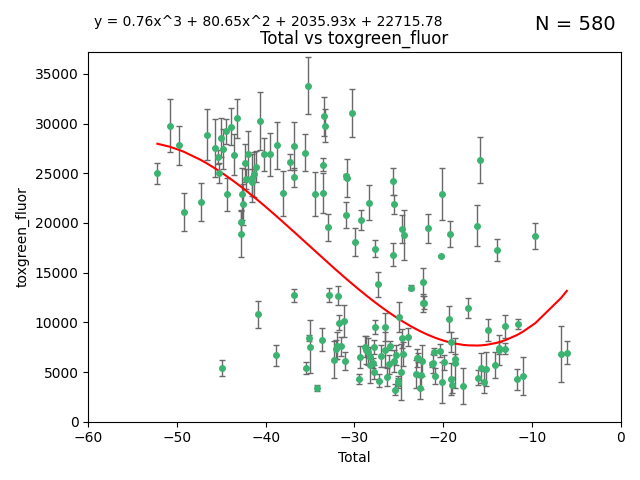 y = 0.76x^3 + 80.65x^2 + 2035.93x + 22715.78
N = 580
Total vs toxgreen_fluor
35000
30000
25000
20000
15000
10000
5000
0
toxgreen_fluor
−60 −50 −40 −30 −20 −10 0
Total